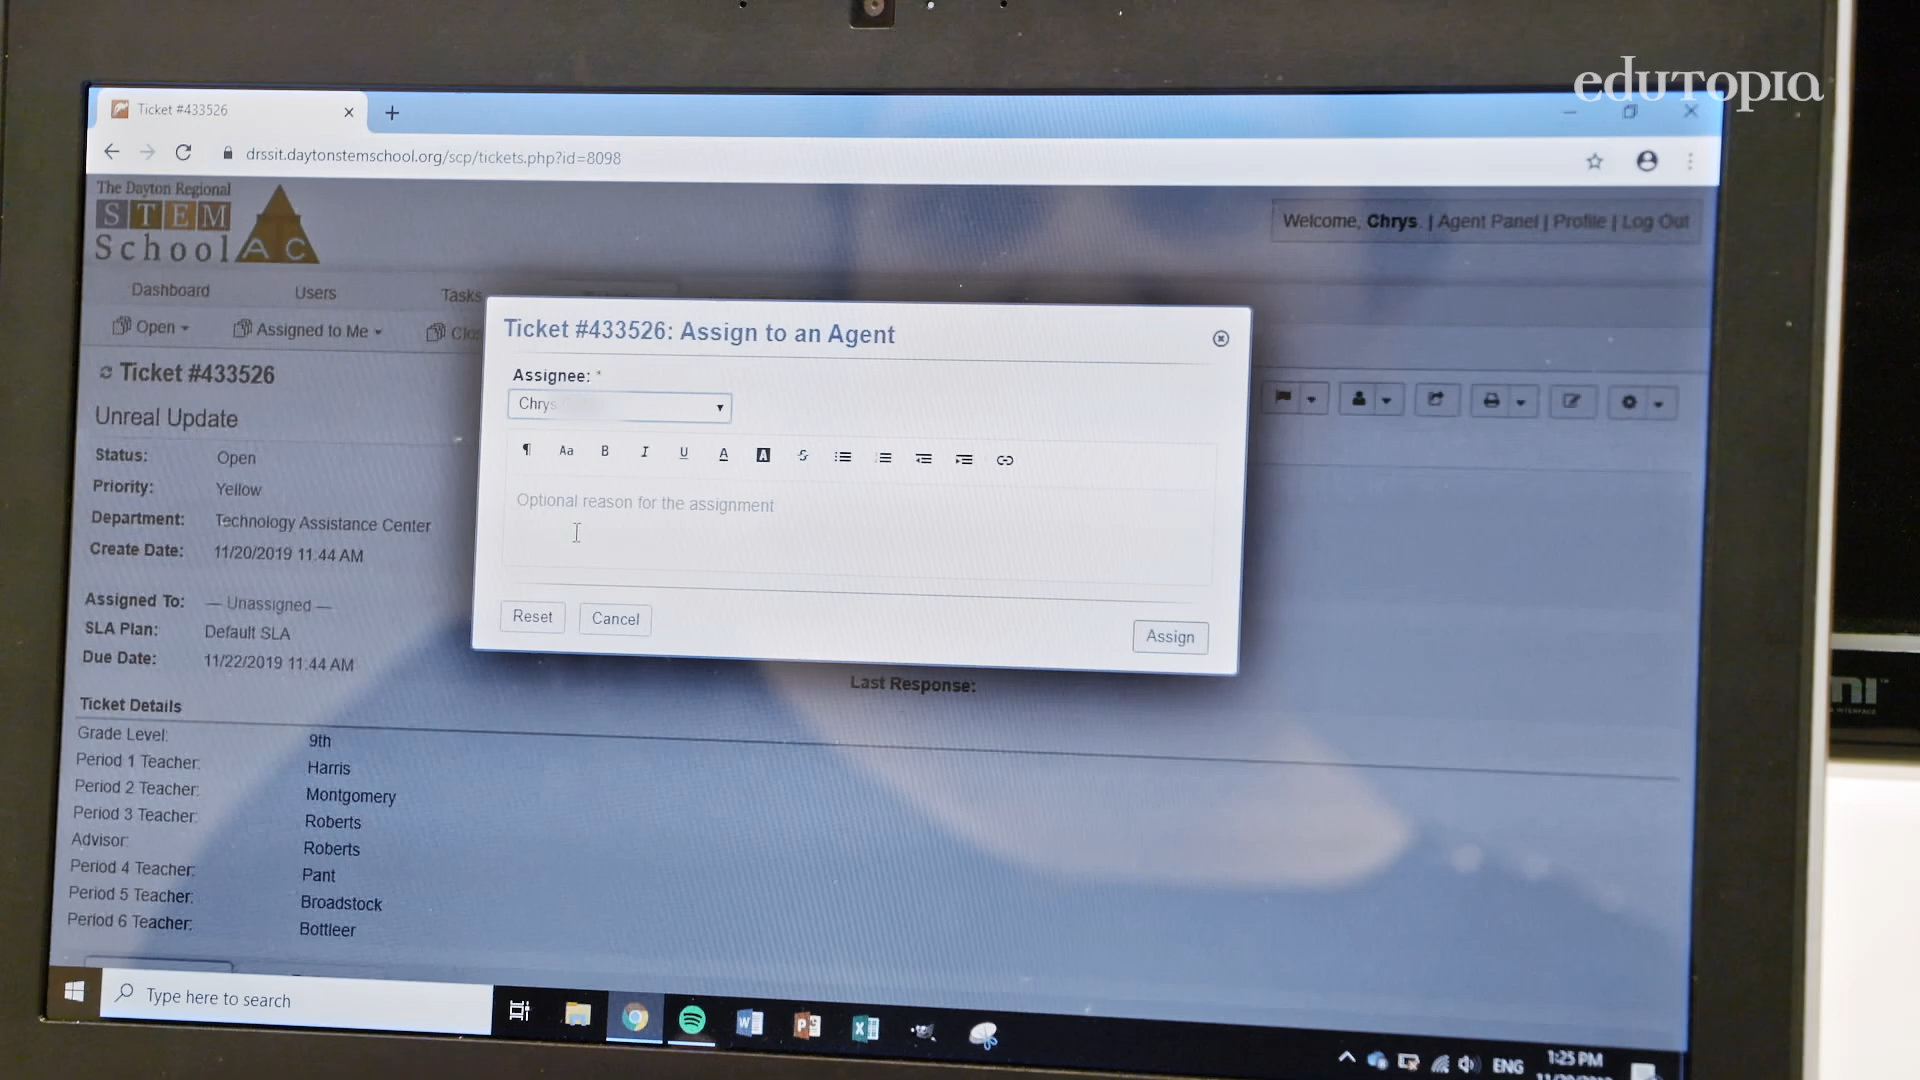 edUTOPIA
Ticket #433526
drssit.daytonstemschool.org/scp/tickets.php?id=8098
The Dayton Regional
STEM
School
TAC
Welcome, Chrys. | Agent Panel | Profile | Log Out
Dashboard Users Tasks
Open Assigned to Me Clo
Ticket #433526
Unreal Update
Status: Open
Priority: Yellow
Department: Technology Assistance Center
Create Date: 11/20/2019 11:44 AM
Assigned To: — Unassigned —
SLA Plan: Default SLA
Due Date: 11/22/2019 11:44 AM
Last Response:
Ticket #433526: Assign to an Agent
Assignee: *
Chrys
¶ Aa B I U A A S
Optional reason for the assignment
Reset Cancel Assign
Ticket Details
Grade Level: 9th
Period 1 Teacher: Harris
Period 2 Teacher: Montgomery
Period 3 Teacher: Roberts
Advisor: Roberts
Period 4 Teacher: Pant
Period 5 Teacher: Broadstock
Period 6 Teacher: Bottleer
Type here to search
ENG 1:25 PM